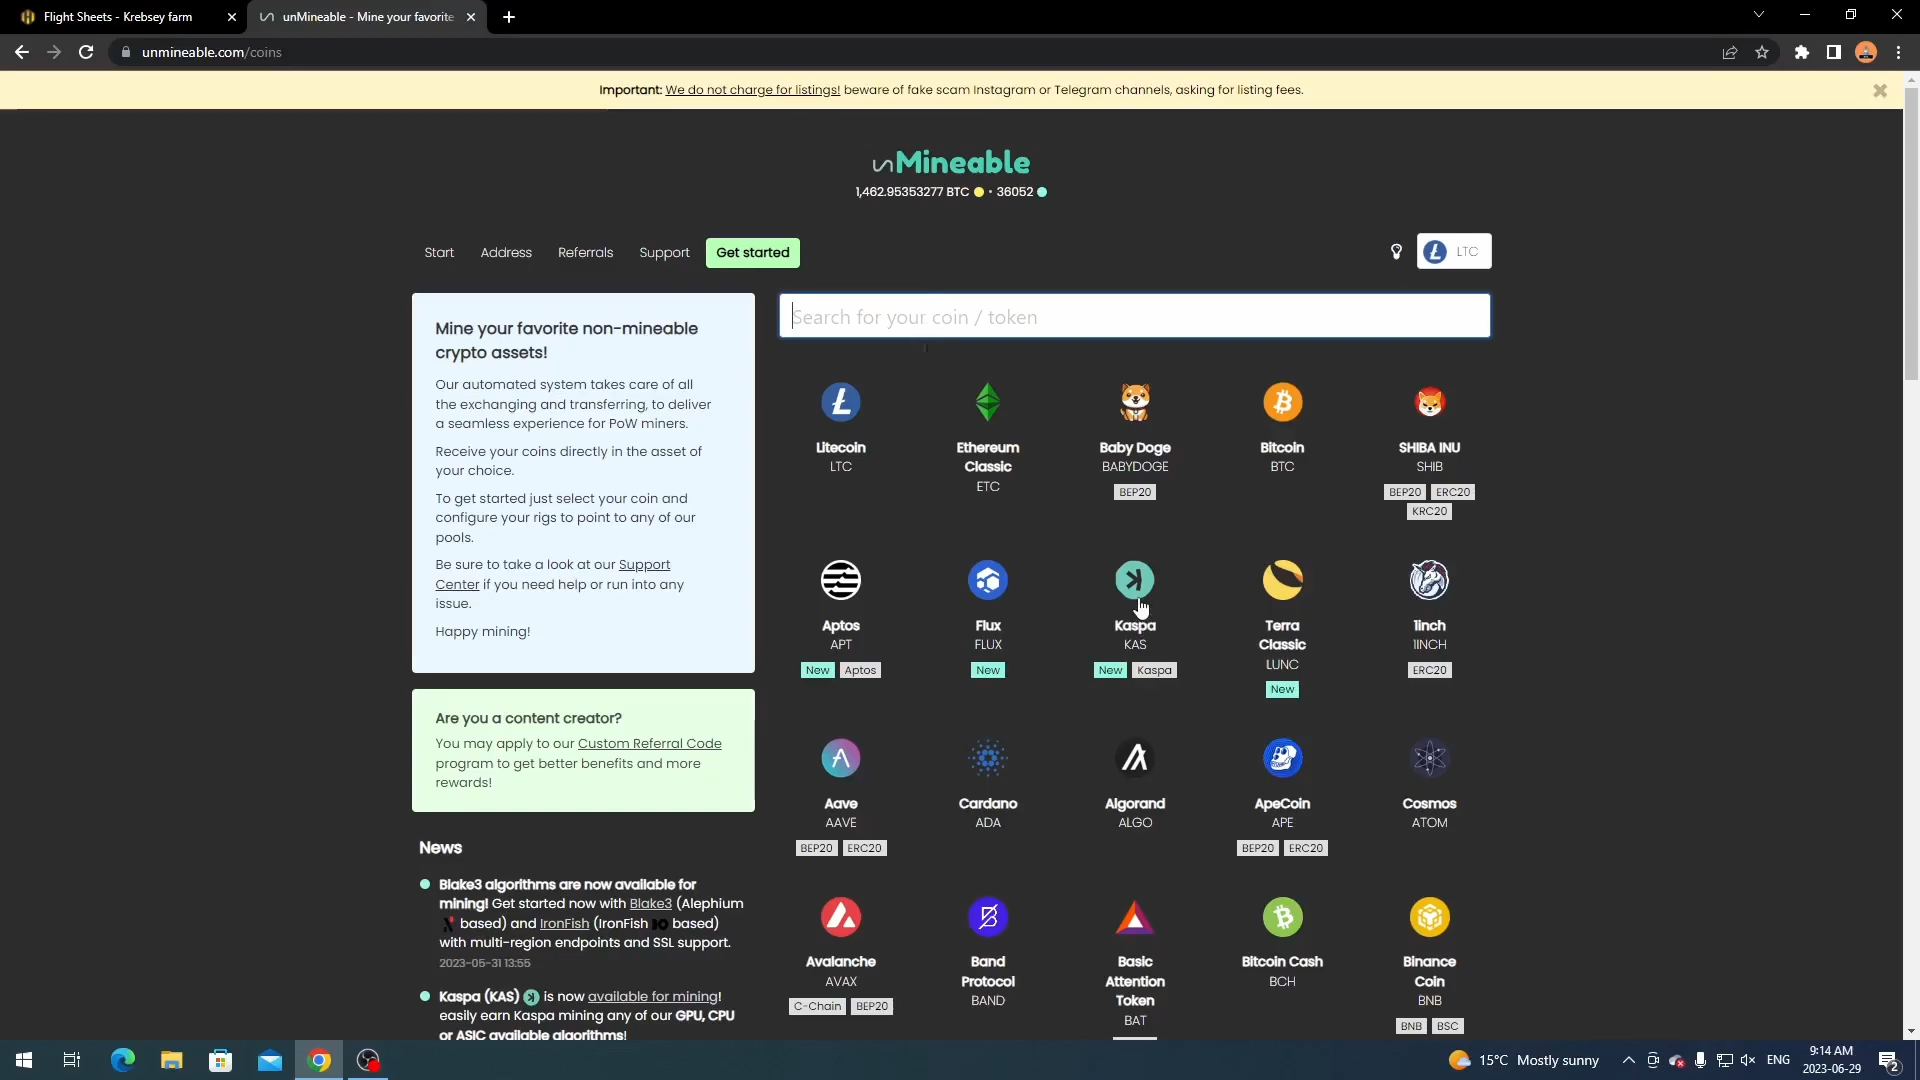 Flight Sheets - Krebsey farm
unMineable - Mine your favorite
unmineable.com/coins
Important: We do not charge for listings! beware of fake scam Instagram or Telegram channels, asking for listing fees.
unMineable
1,462.95353277 BTC • 36052
Start Address Referrals Support Get started
LTC
Search for your coin / token
Mine your favorite non-mineable
crypto assets!
Our automated system takes care of all
the exchanging and transferring, to deliver
a seamless experience for PoW miners.
Receive your coins directly in the asset of
your choice.
To get started just select your coin and
configure your rigs to point to any of our
pools.
Be sure to take a look at our Support
Center if you need help or run into any
issue.
Happy mining!
Are you a content creator?
You may apply to our Custom Referral Code
program to get better benefits and more
rewards!
News
Blake3 algorithms are now available for
mining! Get started now with Blake3 (Alephium
based) and IronFish (IronFish based)
with multi-region endpoints and SSL support.
2023-05-31 13:55
Kaspa (KAS) is now available for mining!
easily earn Kaspa mining any of our GPU, CPU
or ASIC available algorithms!
Litecoin
LTC
Ethereum
Classic
ETC
Baby Doge
BABYDOGE
BEP20
Bitcoin
BTC
SHIBA INU
SHIB
BEP20 ERC20
KRC20
Aptos
APT
New Aptos
Flux
FLUX
New
Kaspa
KAS
New Kaspa
Terra
Classic
LUNC
New
1inch
1INCH
ERC20
Aave
AAVE
BEP20 ERC20
Cardano
ADA
Algorand
ALGO
ApeCoin
APE
BEP20 ERC20
Cosmos
ATOM
Avalanche
AVAX
C-Chain BEP20
Band
Protocol
BAND
Basic
Attention
Token
BAT
Bitcoin Cash
BCH
Binance
Coin
BNB
BNB BSC
15°C Mostly sunny
ENG
9:14 AM
2023-06-29
2